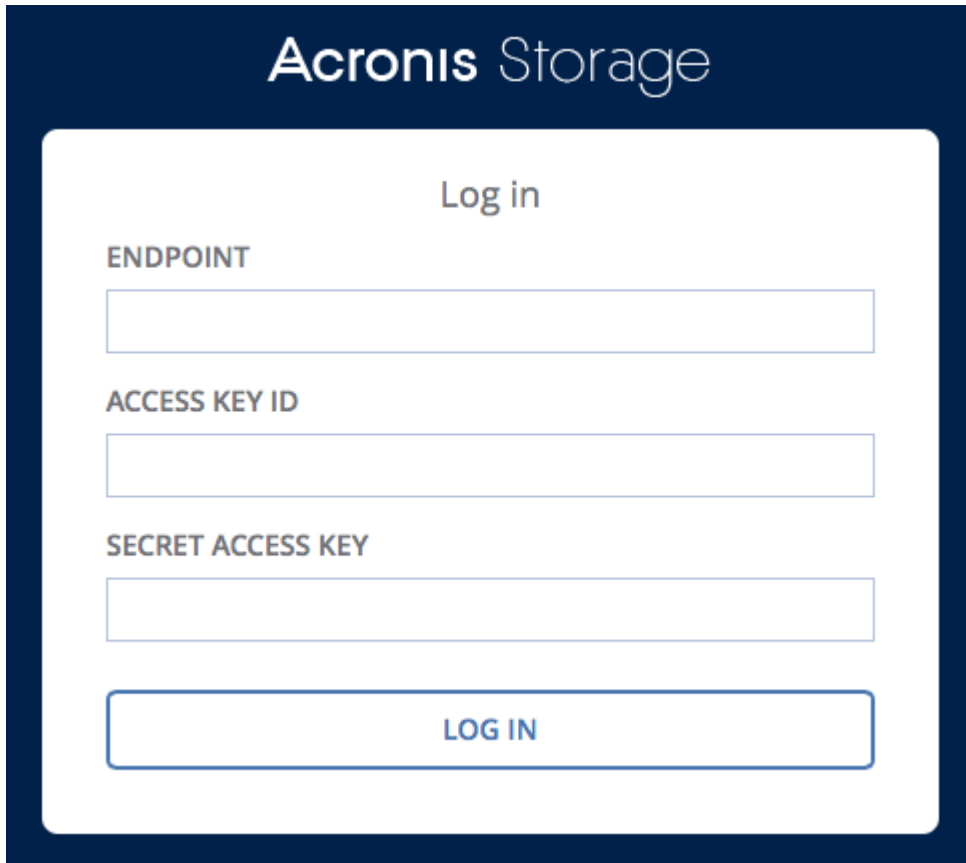 Acronis Storage
Log in
ENDPOINT
ACCESS KEY ID
SECRET ACCESS KEY
LOG IN